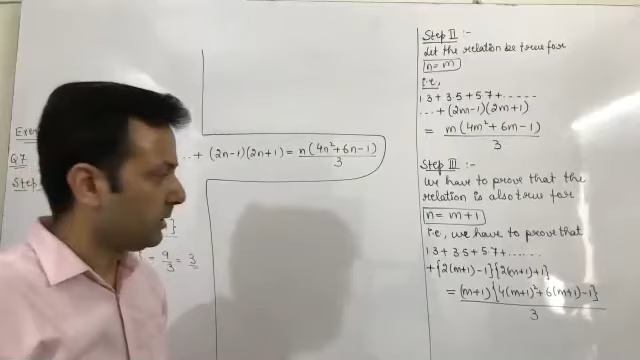 Exer
Q7 ... + (2n-1)(2n+1) = n(4n²+6n-1)/3
Step
}
= 9/3 = 3
Step II :-
Let the relation be true for
n=m
i.e,
1.3 + 3.5 + 5.7 + ......
... + (2m-1)(2m+1)
= m(4m²+6m-1)/3
Step III :-
We have to prove that the
relation is also true for
n=m+1
i.e, we have to prove that
1.3 + 3.5 + 5.7 + ......
+{2(m+1)-1}{2(m+1)+1}
= (m+1){4(m+1)²+6(m+1)-1}/3